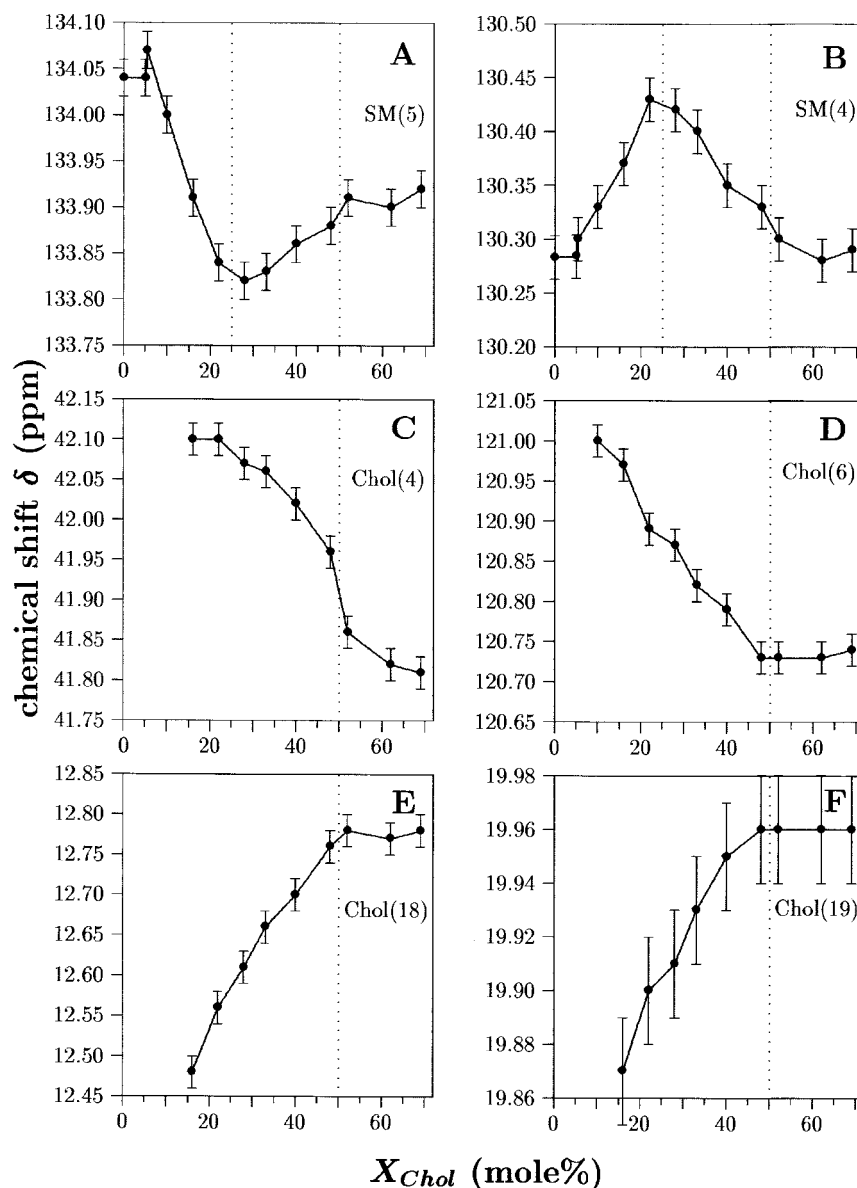 134.10
134.05
134.00
133.95
133.90
133.85
133.80
133.75
0 20 40 60
A
SM(5)
130.50
130.45
130.40
130.35
130.30
130.25
130.20
0 20 40 60
B
SM(4)
42.15
42.10
42.05
42.00
41.95
41.90
41.85
41.80
41.75
0 20 40 60
C
Chol(4)
121.05
121.00
120.95
120.90
120.85
120.80
120.75
120.70
120.65
0 20 40 60
D
Chol(6)
12.85
12.80
12.75
12.70
12.65
12.60
12.55
12.50
12.45
0 20 40 60
E
Chol(18)
19.98
19.96
19.94
19.92
19.90
19.88
19.86
0 20 40 60
F
Chol(19)
chemical shift δ (ppm)
X_Chol (mole%)